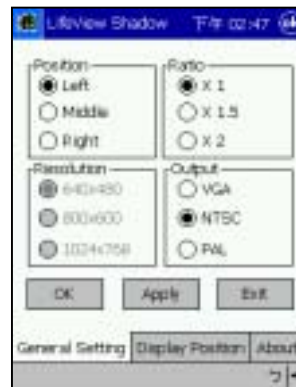 LifeView Shadow 下午 02:47
Position
Left
Middle
Right
Ratio
X 1
X 1.5
X 2
Resolution
640x480
800x600
1024x768
Output
VGA
NTSC
PAL
OK Apply Exit
General Setting Display Position About